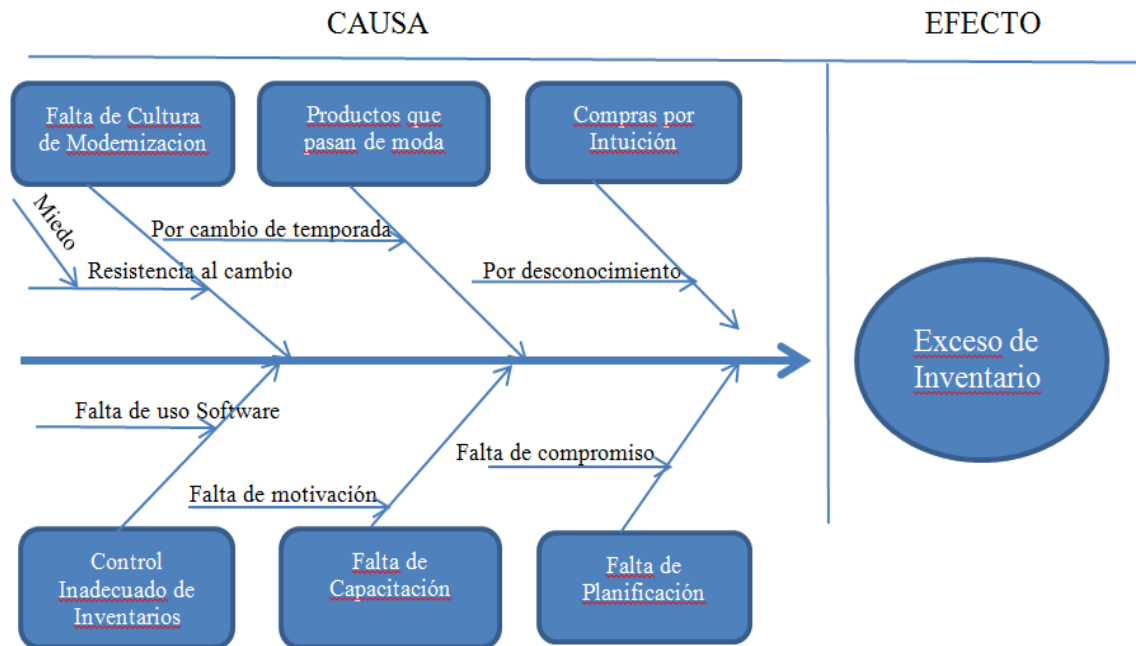 CAUSA
EFECTO
Falta de Cultura
de Modernizacion
Productos que
pasan de moda
Compras por
Intuición
Miedo
Por cambio de temporada
Resistencia al cambio
Por desconocimiento
Exceso de
Inventario
Falta de uso Software
Falta de compromiso
Falta de motivación
Control
Inadecuado de
Inventarios
Falta de
Capacitación
Falta de
Planificación